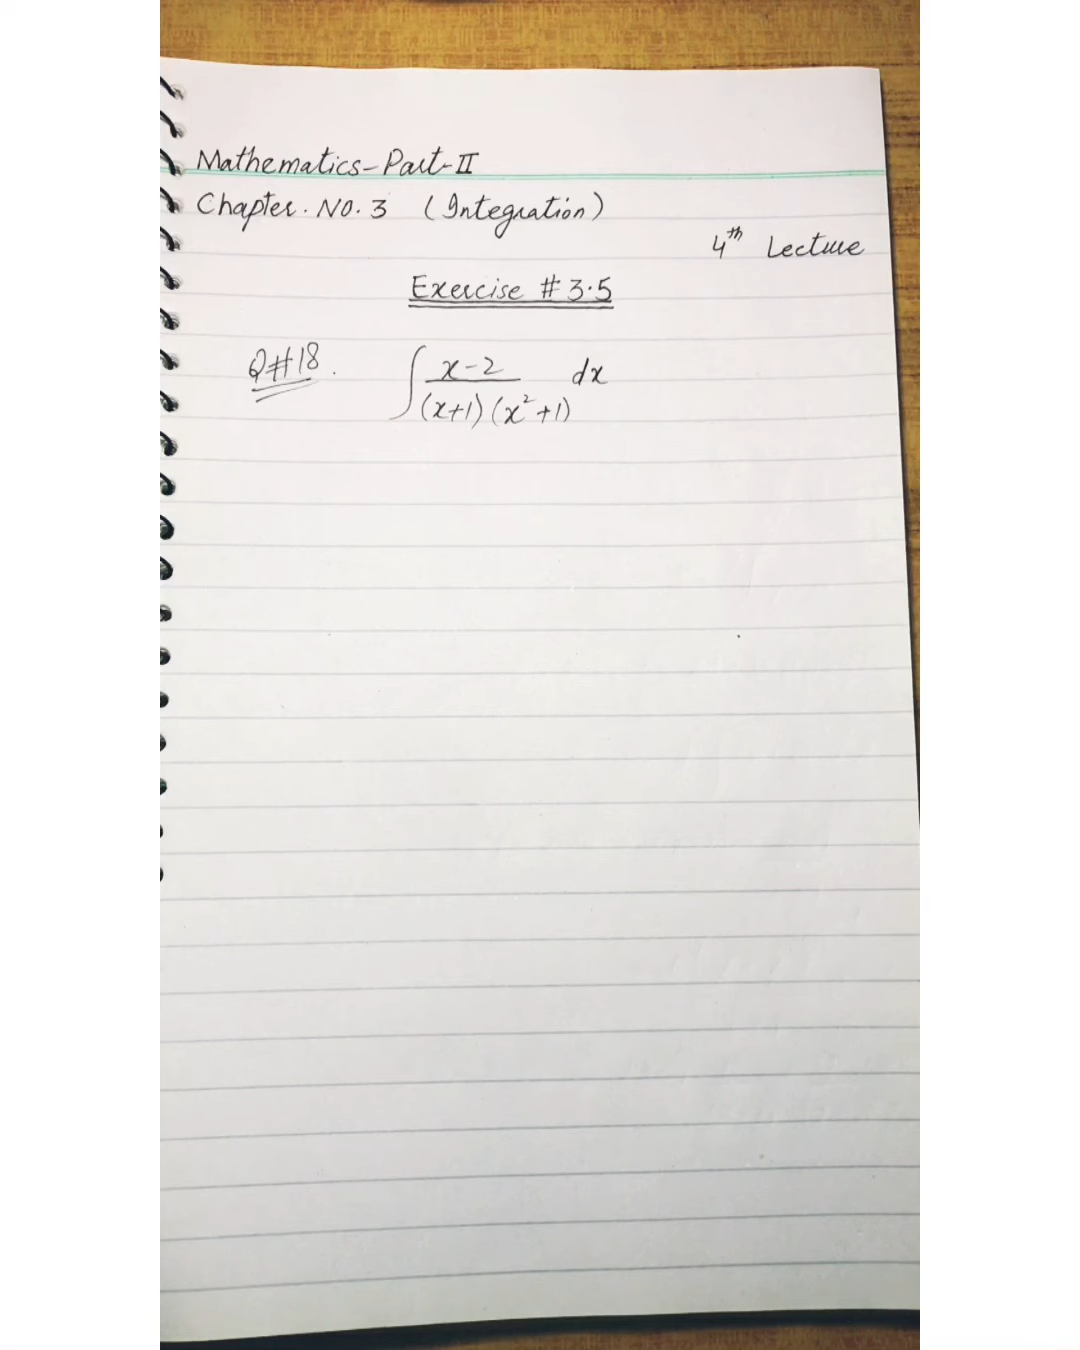 Mathematics-Part-II
Chapter. NO. 3 (Integration)
4th Lecture
Exercise # 3.5
Q#18. ∫ x-2 / (x+1)(x²+1) dx